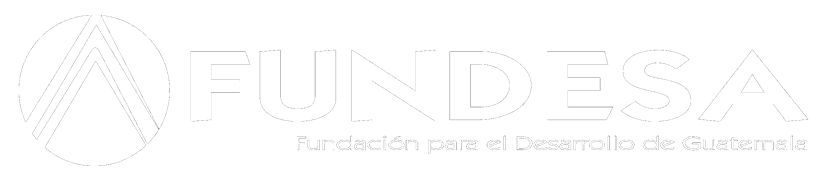 FUNDESA
Fundación para el Desarrollo de Guatemala